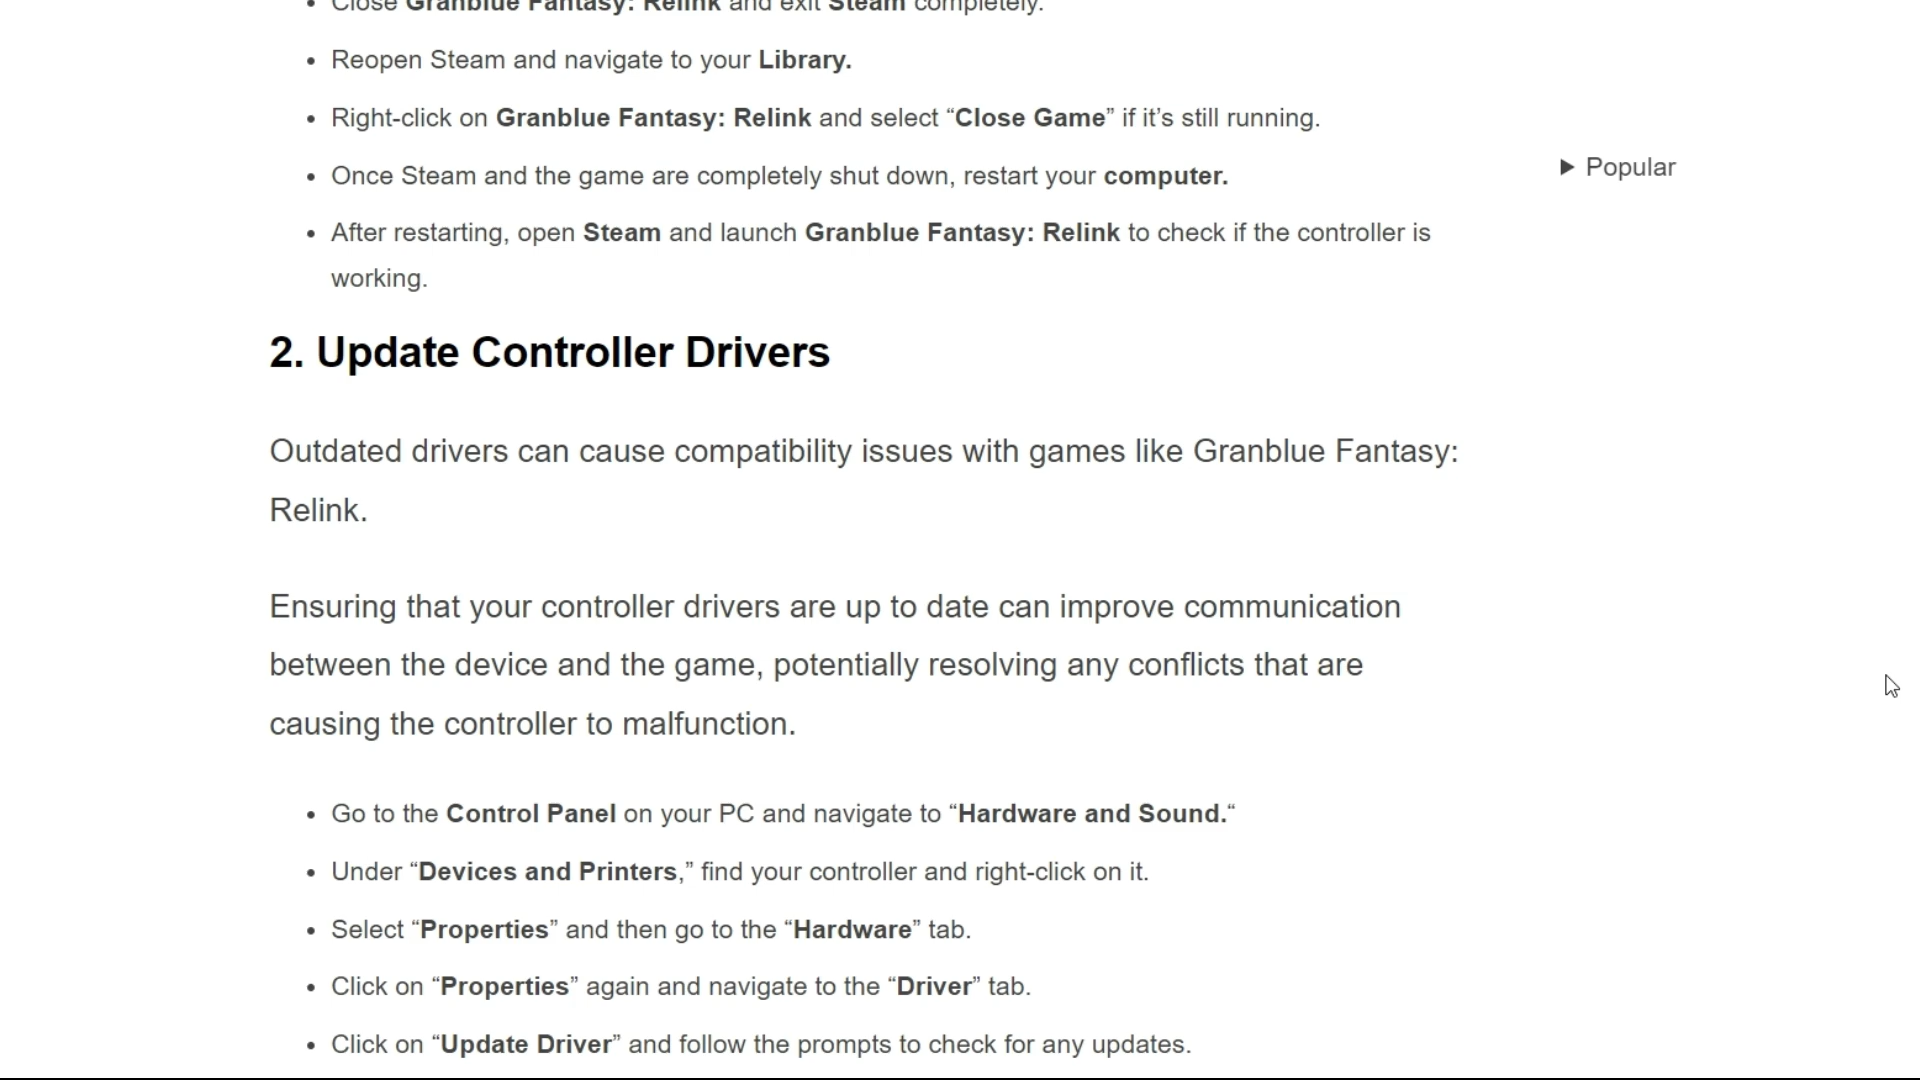 Close Granblue Fantasy: Relink and exit Steam completely.
Reopen Steam and navigate to your Library.
Right-click on Granblue Fantasy: Relink and select “Close Game” if it’s still running.
Once Steam and the game are completely shut down, restart your computer.
After restarting, open Steam and launch Granblue Fantasy: Relink to check if the controller is
working.
Popular
2. Update Controller Drivers
Outdated drivers can cause compatibility issues with games like Granblue Fantasy:
Relink.
Ensuring that your controller drivers are up to date can improve communication
between the device and the game, potentially resolving any conflicts that are
causing the controller to malfunction.
Go to the Control Panel on your PC and navigate to “Hardware and Sound.“
Under “Devices and Printers,” find your controller and right-click on it.
Select “Properties” and then go to the “Hardware” tab.
Click on “Properties” again and navigate to the “Driver” tab.
Click on “Update Driver” and follow the prompts to check for any updates.